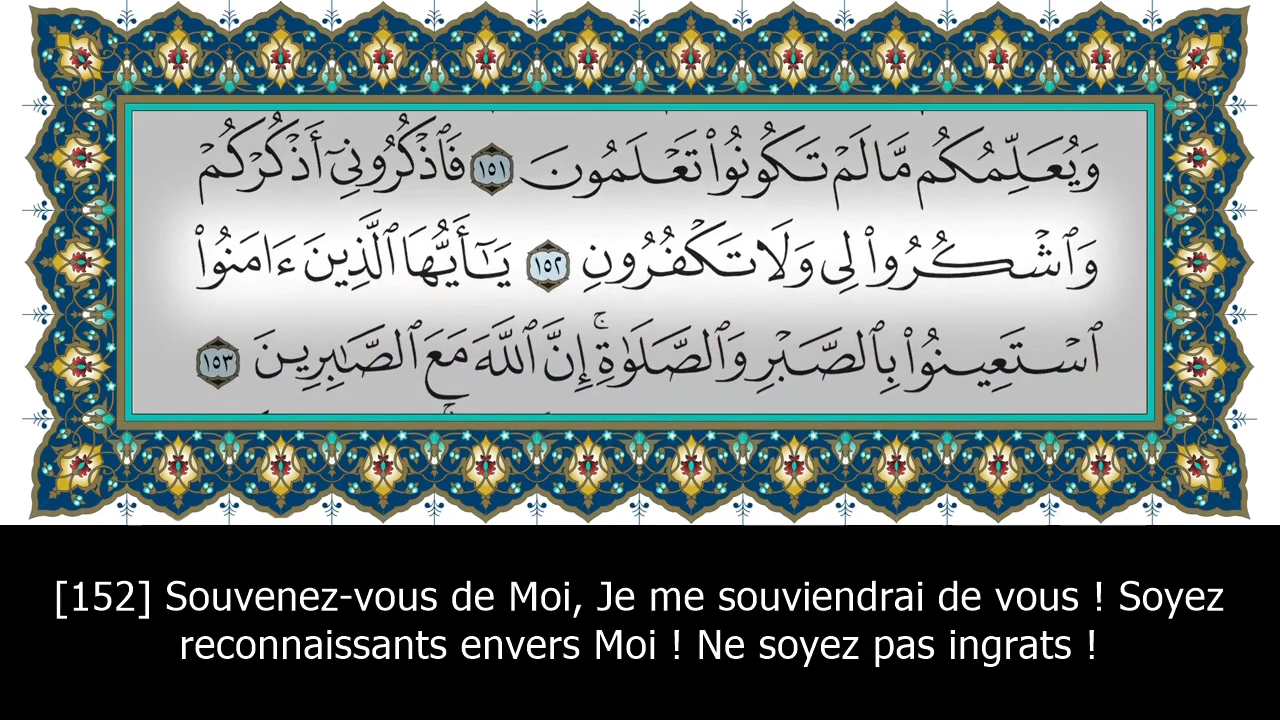 وَيُعَلِّمُكُم مَّا لَمْ تَكُونُوا۟ تَعْلَمُونَ ١٥١ فَٱذْكُرُونِىٓ أَذْكُرْكُمْ
وَٱشْكُرُوا۟ لِى وَلَا تَكْفُرُونِ ١٥٢ يَـٰٓأَيُّهَا ٱلَّذِينَ ءَامَنُوا۟
ٱسْتَعِينُوا۟ بِٱلصَّبْرِ وَٱلصَّلَوٰةِ ۚ إِنَّ ٱللَّهَ مَعَ ٱلصَّـٰبِرِينَ ١٥٣
[152] Souvenez-vous de Moi, Je me souviendrai de vous ! Soyez
reconnaissants envers Moi ! Ne soyez pas ingrats !